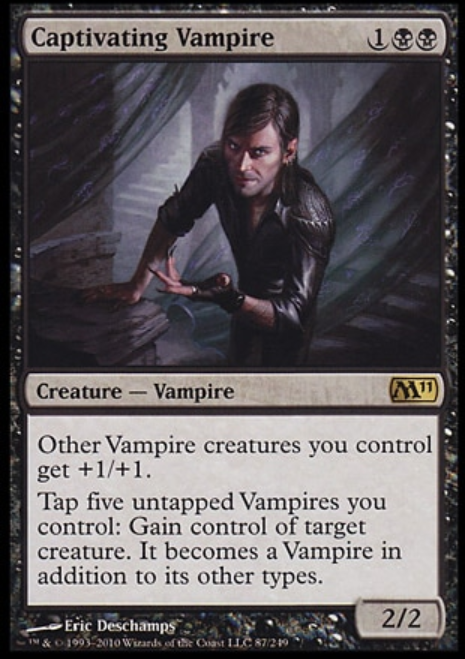 Captivating Vampire 1
Creature — Vampire M11
Other Vampire creatures you control
get +1/+1.
Tap five untapped Vampires you
control: Gain control of target
creature. It becomes a Vampire in
addition to its other types.
Eric Deschamps 2/2
™ & © 1993–2010 Wizards of the Coast LLC 87/249